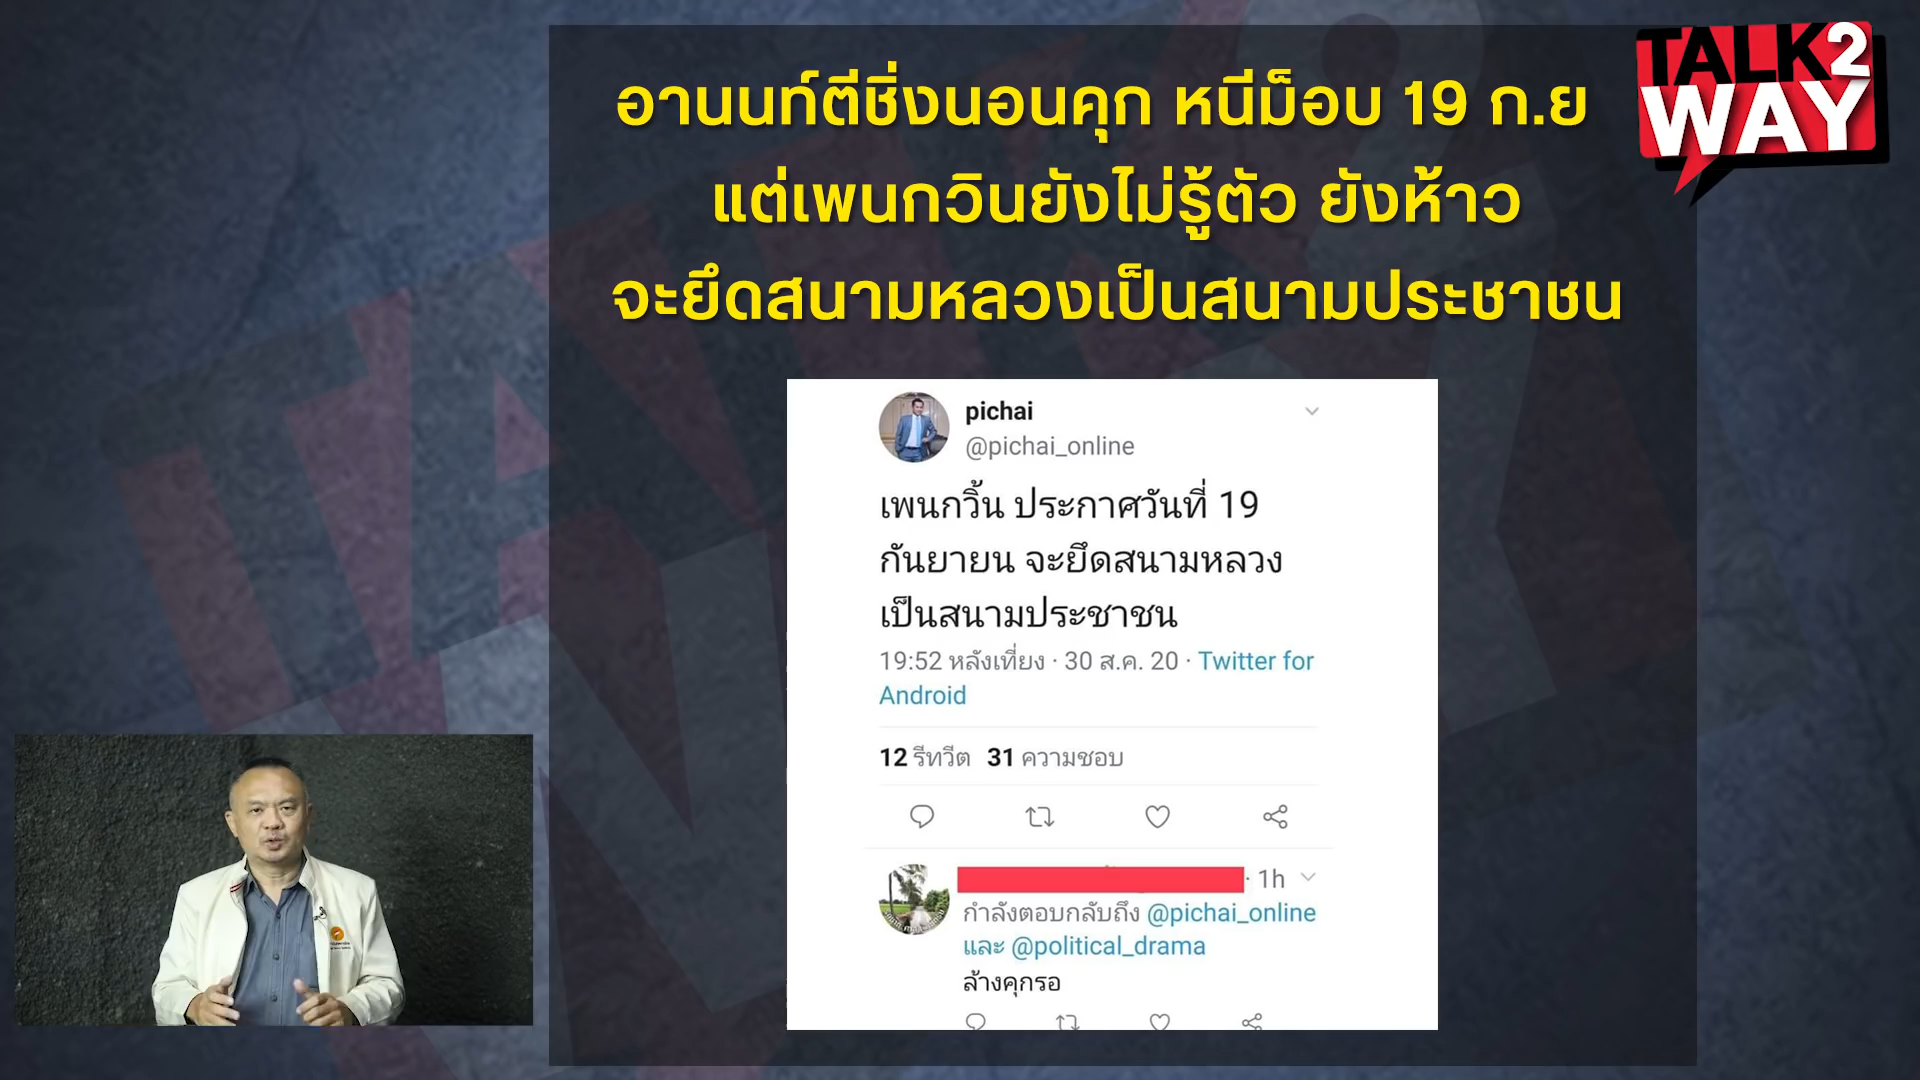 TALK2
WAY
อานนท์ตีชิ่งนอนคุก หนีม็อบ 19 ก.ย
แต่เพนกวินยังไม่รู้ตัว ยังห้าว
จะยึดสนามหลวงเป็นสนามประชาชน
pichai
@pichai_online
เพนกวิ้น ประกาศวันที่ 19
กันยายน จะยึดสนามหลวง
เป็นสนามประชาชน
19:52 หลังเที่ยง · 30 ส.ค. 20 · Twitter for
Android
12 รีทวีต 31 ความชอบ
· 1h
กำลังตอบกลับถึง @pichai_online
และ @political_drama
ล้างคุกรอ